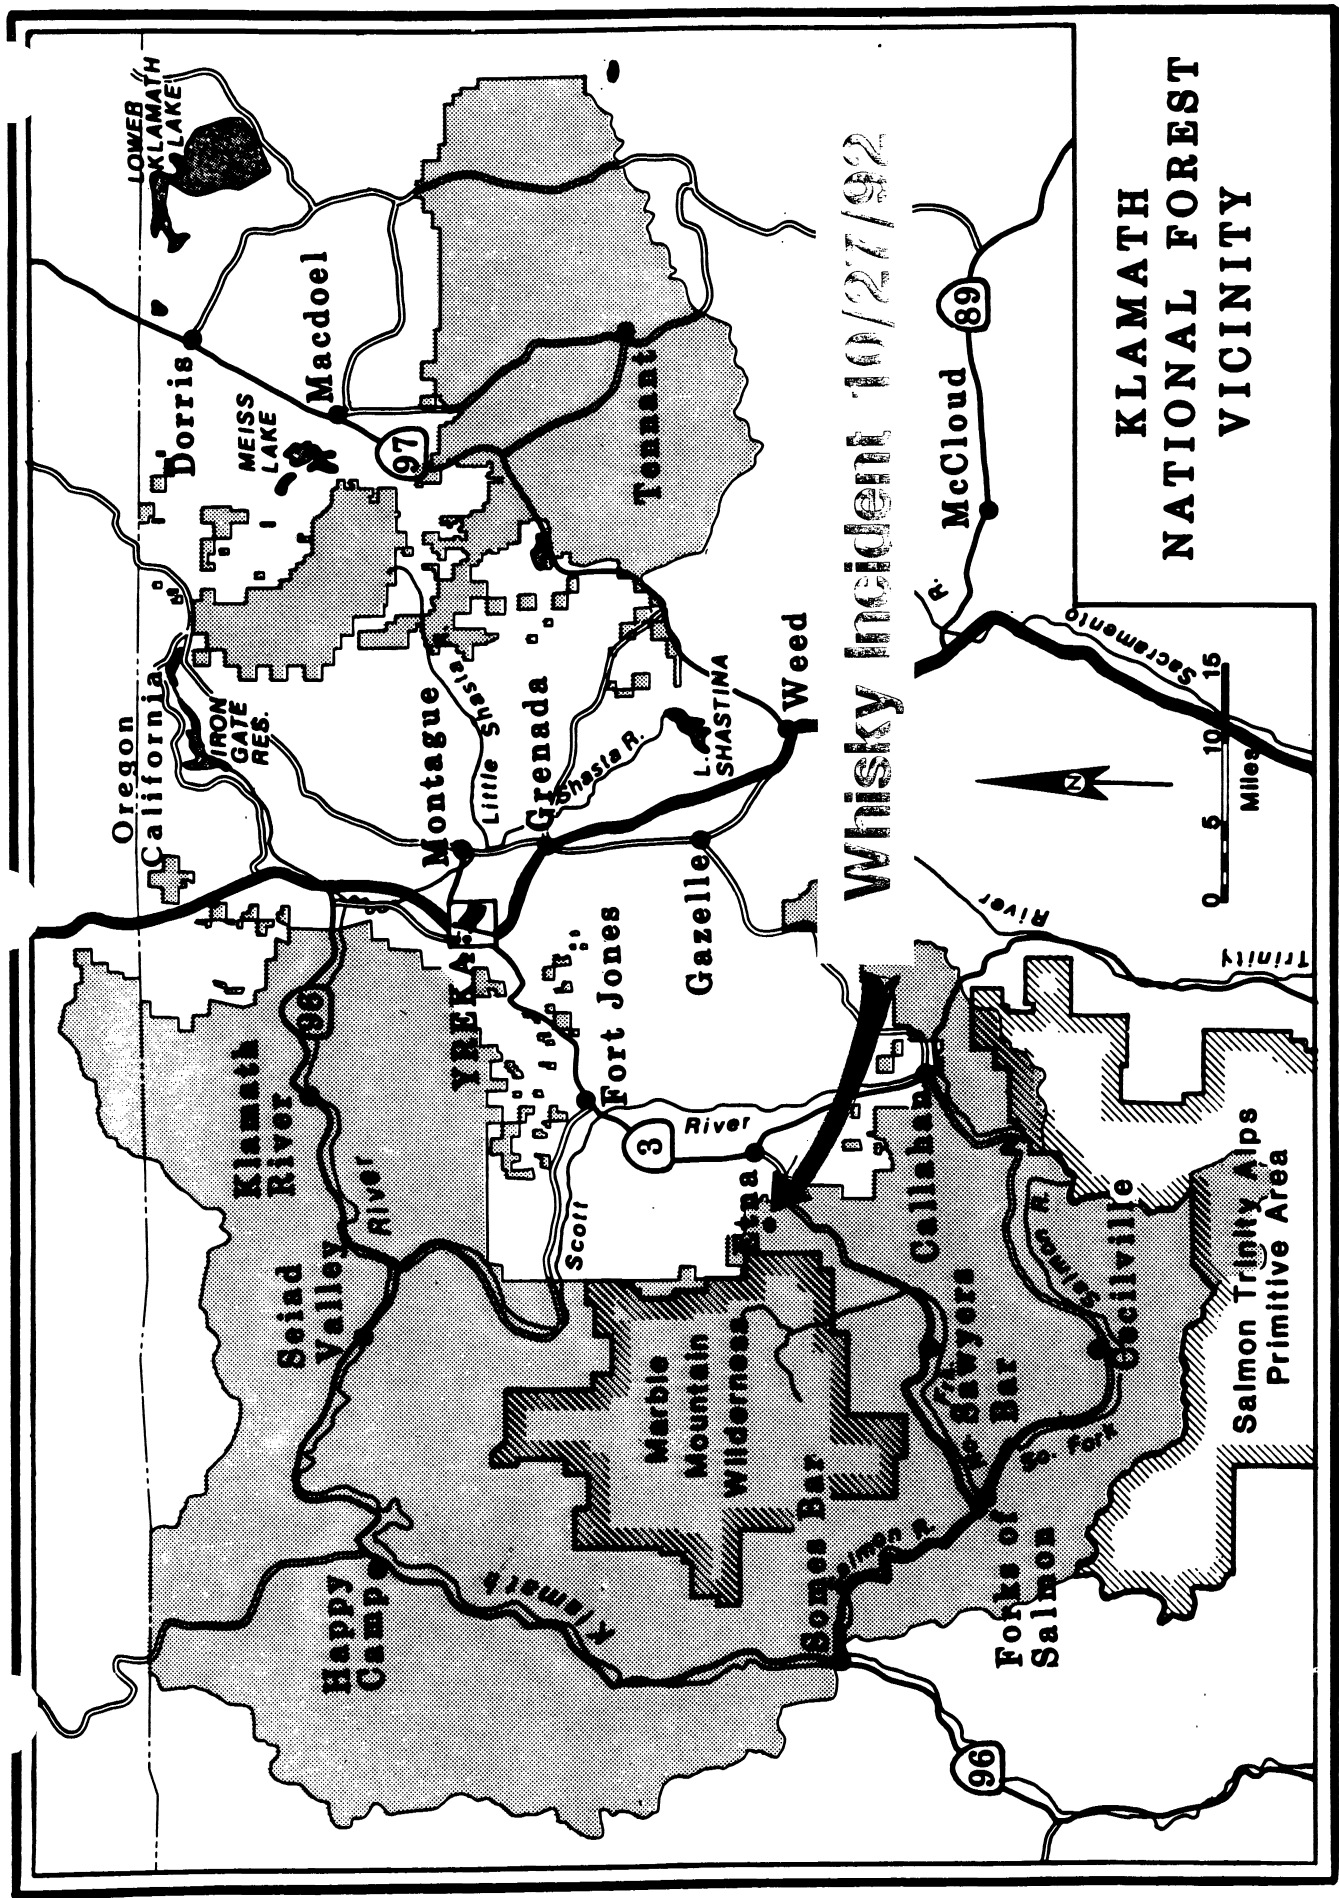 KLAMATH
NATIONAL FOREST
VICINITY
Oregon
California
LOWER
KLAMATH
LAKE
Dorris
Macdoel
MEISS
LAKE
97
IRON
GATE
RES.
Klamath
River
96
River
Seiad
Valley
Happy
Camp
Klamath
YREKA
Montague
Little Shasta
Grenada
Shasta R.
L.
SHASTINA
Tennant
Weed
Gazelle
Fort Jones
3
River
Scott
Etna
Marble
Mountain
Wilderness
Whisky Incident 10/27/92
McCloud
89
R.
Sacramento
Callahan
Sawyers
Bar
No. Frk.
Somes Bar
Salmon R.
Forks of
Salmon
So. Fork
Salmon R.
Cecilville
Salmon Trinity Alps
Primitive Area
Trinity
River
96
N
0 5 10 15
Miles